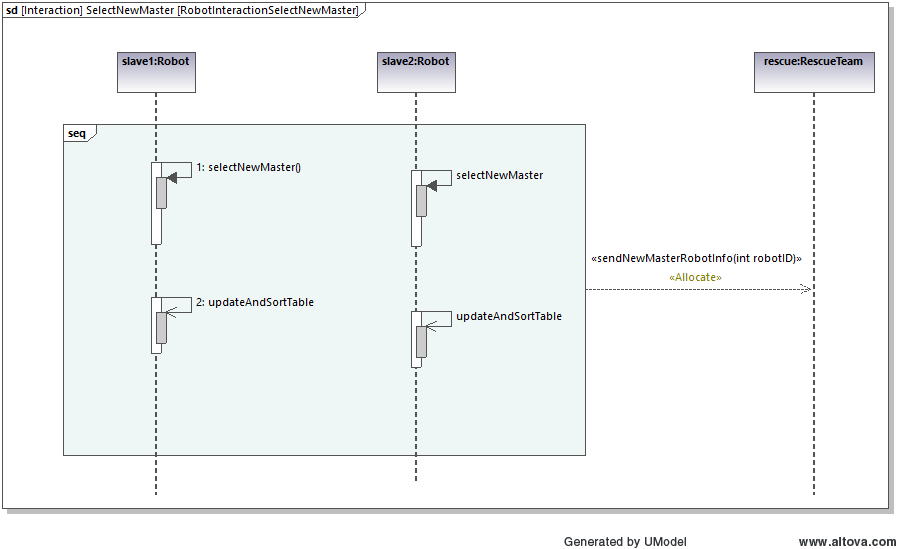 sd [Interaction] SelectNewMaster [RobotInteractionSelectNewMaster]
slave1:Robot
slave2:Robot
rescue:RescueTeam
seq
1: selectNewMaster()
selectNewMaster
«sendNewMasterRobotInfo(int robotID)»
«Allocate»
2: updateAndSortTable
updateAndSortTable
Generated by UModel
www.altova.com